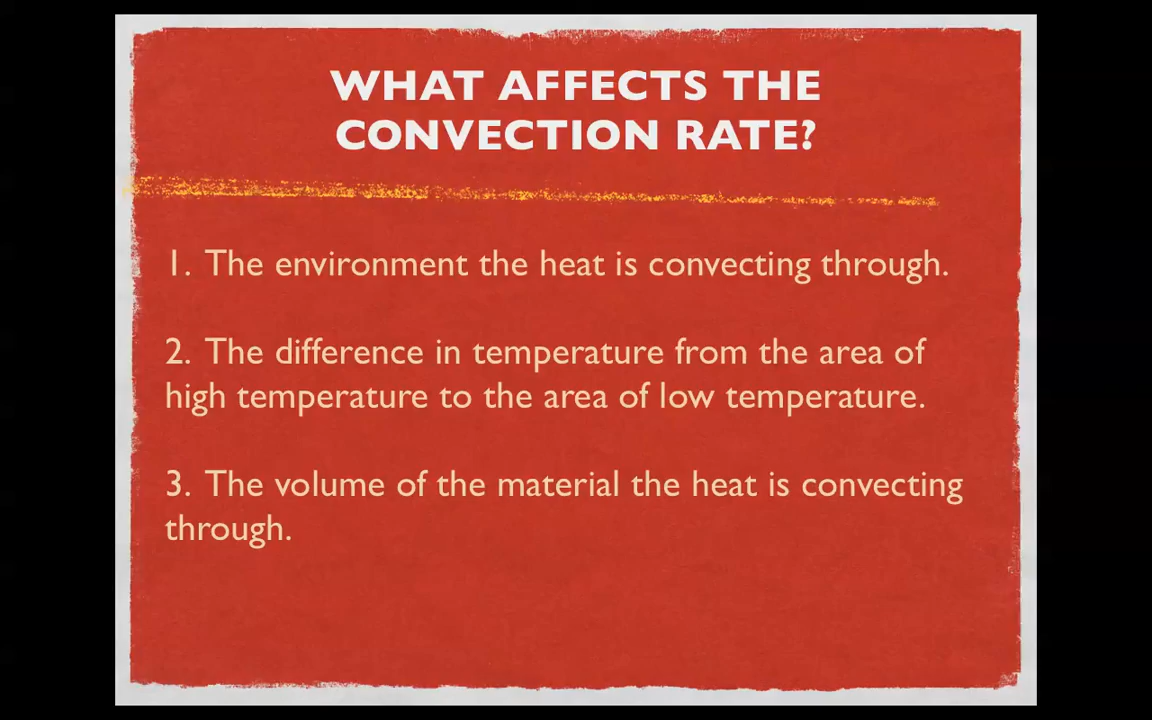 WHAT AFFECTS THE
CONVECTION RATE?
1. The environment the heat is convecting through.
2. The difference in temperature from the area of
high temperature to the area of low temperature.
3. The volume of the material the heat is convecting
through.